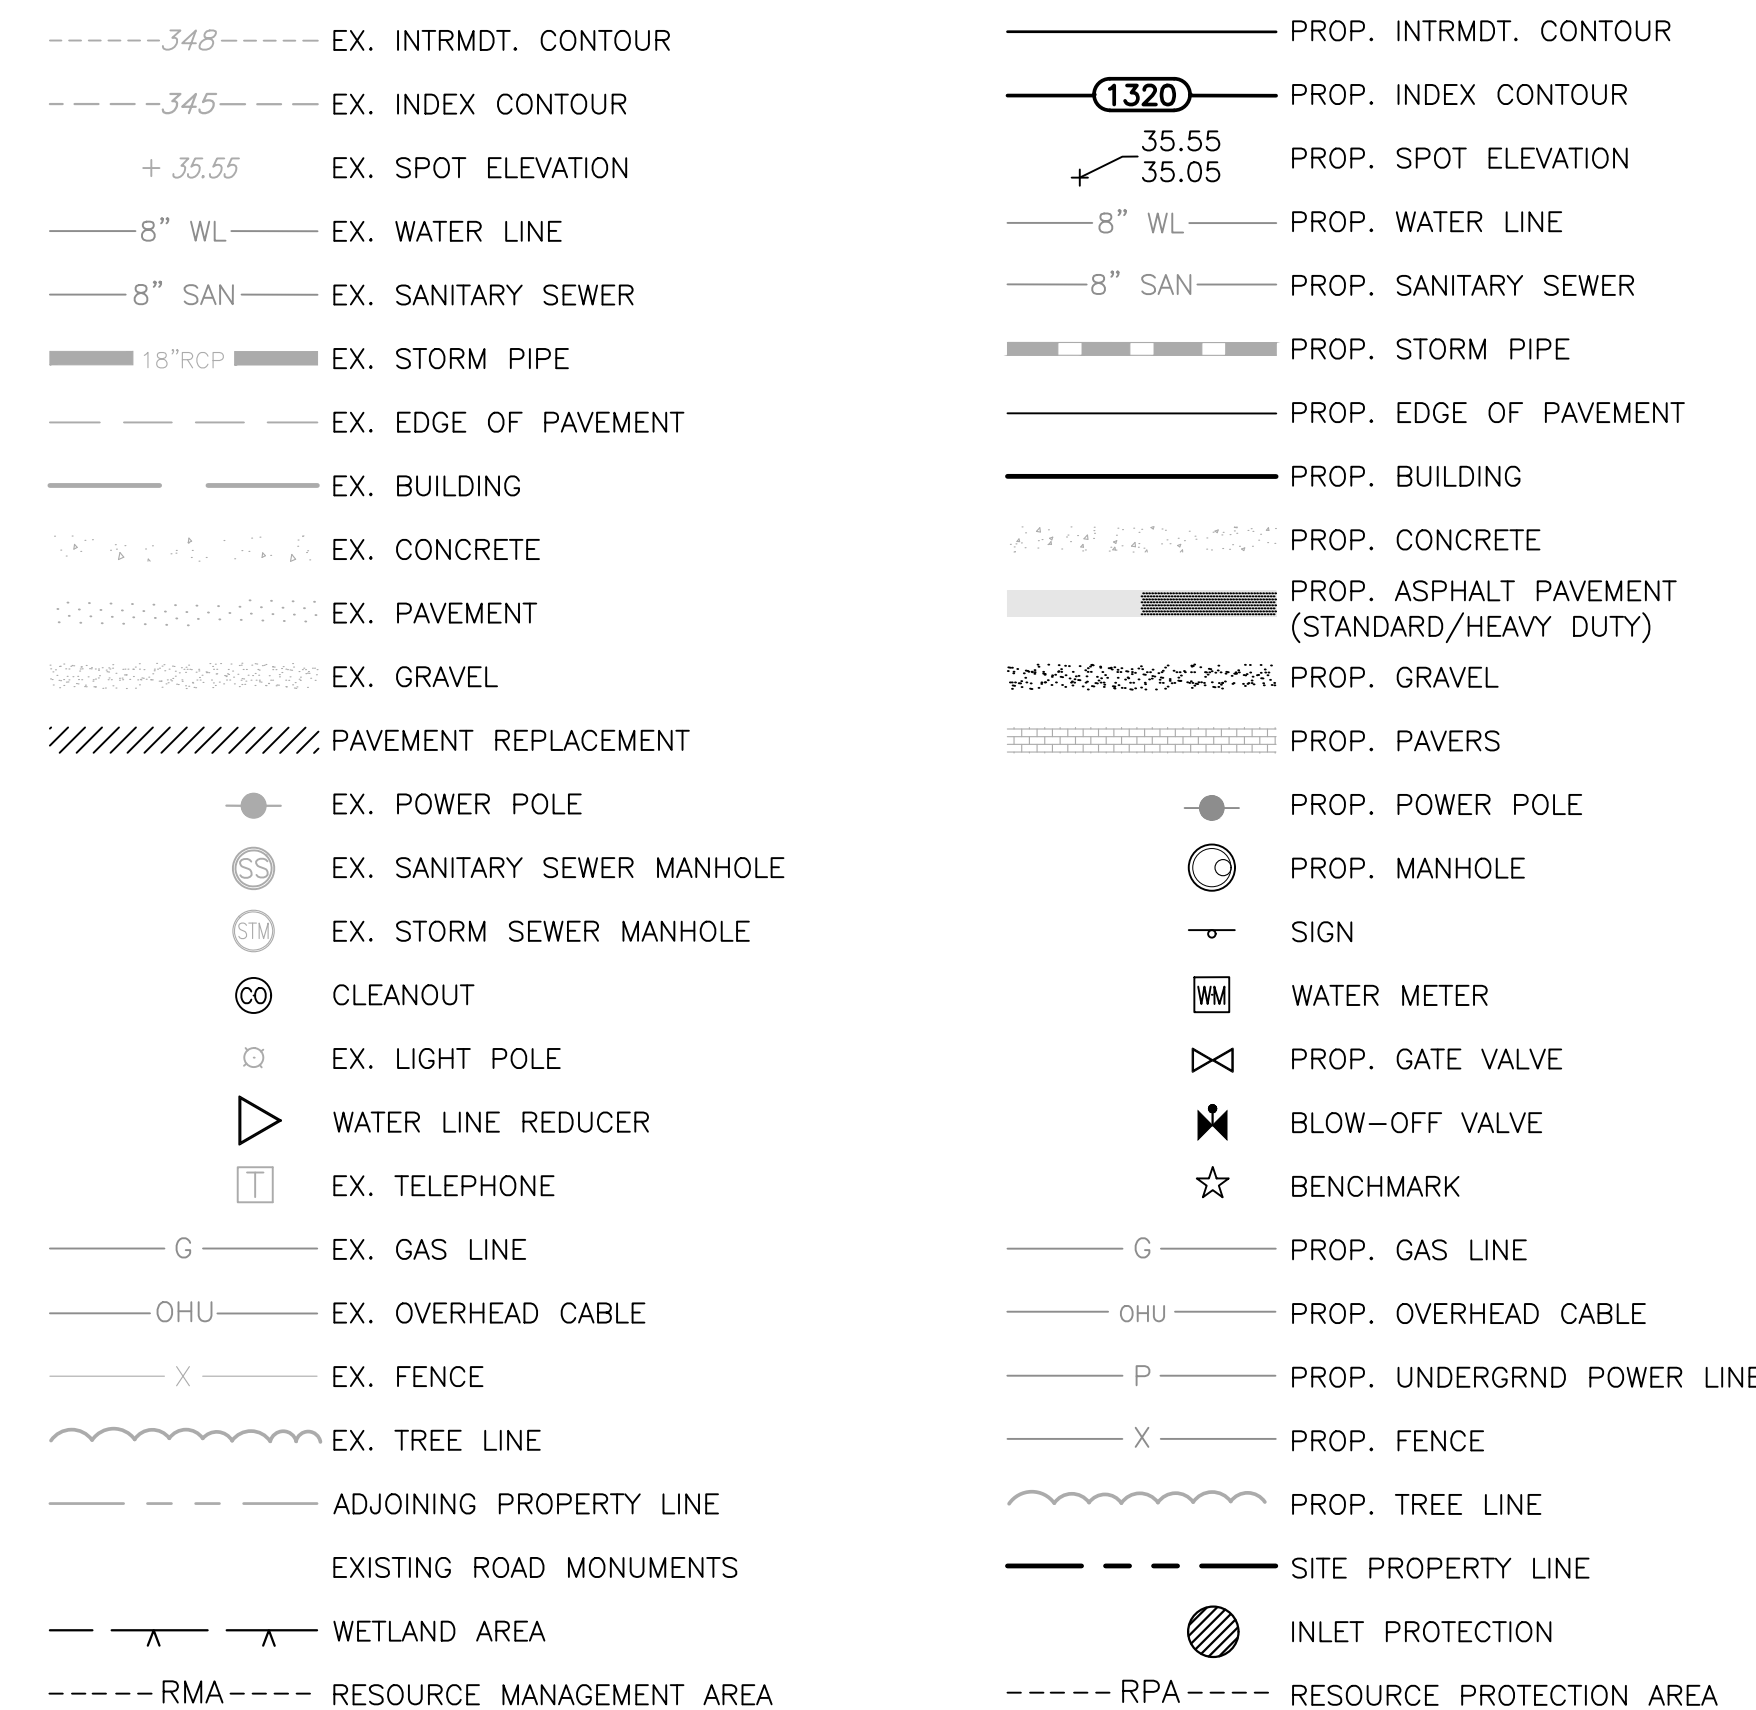 348 EX. INTRMDT. CONTOUR
345 EX. INDEX CONTOUR
+ 35.55 EX. SPOT ELEVATION
8" WL EX. WATER LINE
8" SAN EX. SANITARY SEWER
18"RCP EX. STORM PIPE
EX. EDGE OF PAVEMENT
EX. BUILDING
EX. CONCRETE
EX. PAVEMENT
EX. GRAVEL
PAVEMENT REPLACEMENT
EX. POWER POLE
SS EX. SANITARY SEWER MANHOLE
STM EX. STORM SEWER MANHOLE
CO CLEANOUT
EX. LIGHT POLE
WATER LINE REDUCER
T EX. TELEPHONE
G EX. GAS LINE
OHU EX. OVERHEAD CABLE
X EX. FENCE
EX. TREE LINE
ADJOINING PROPERTY LINE
EXISTING ROAD MONUMENTS
WETLAND AREA
RMA RESOURCE MANAGEMENT AREA
PROP. INTRMDT. CONTOUR
1320 PROP. INDEX CONTOUR
35.55
35.05 PROP. SPOT ELEVATION
8" WL PROP. WATER LINE
8" SAN PROP. SANITARY SEWER
PROP. STORM PIPE
PROP. EDGE OF PAVEMENT
PROP. BUILDING
PROP. CONCRETE
PROP. ASPHALT PAVEMENT
(STANDARD/HEAVY DUTY)
PROP. GRAVEL
PROP. PAVERS
PROP. POWER POLE
PROP. MANHOLE
SIGN
WM WATER METER
PROP. GATE VALVE
BLOW-OFF VALVE
BENCHMARK
G PROP. GAS LINE
OHU PROP. OVERHEAD CABLE
P PROP. UNDERGRND POWER LINE
X PROP. FENCE
PROP. TREE LINE
SITE PROPERTY LINE
INLET PROTECTION
RPA RESOURCE PROTECTION AREA